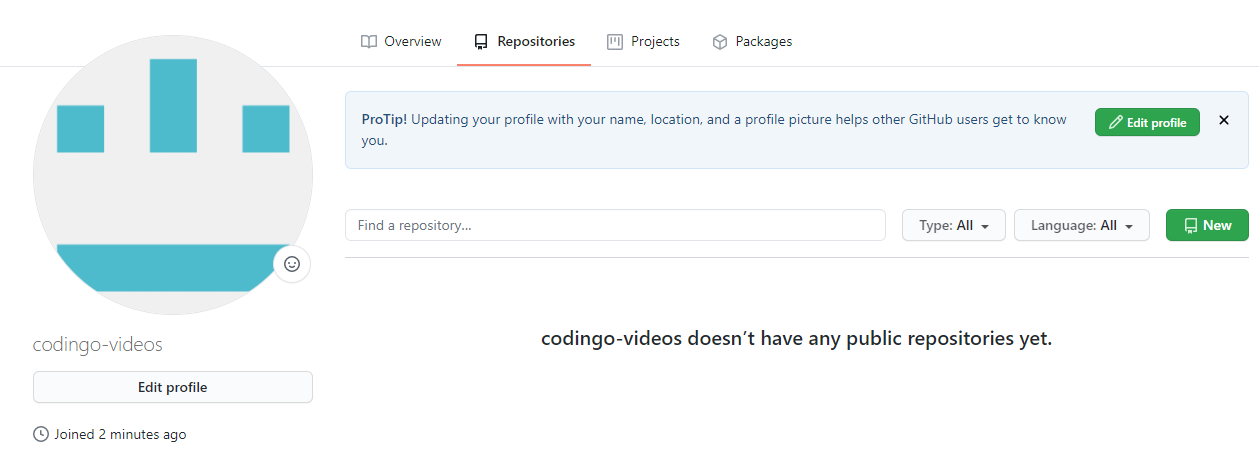 Overview
Repositories
Projects
Packages
ProTip! Updating your profile with your name, location, and a profile picture helps other GitHub users get to know
you.
Edit profile
Find a repository...
Type: All
Language: All
New
codingo-videos doesn’t have any public repositories yet.
codingo-videos
Edit profile
Joined 2 minutes ago